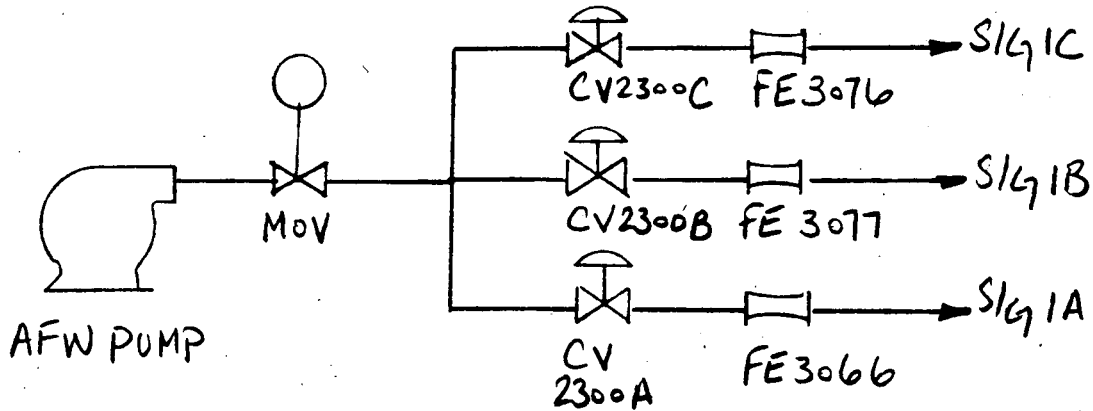 S/G 1C
CV2300C FE3076
S/G 1B
MOV
CV2300B FE 3077
S/G 1A
AFW PUMP
CV
2300A
FE3066